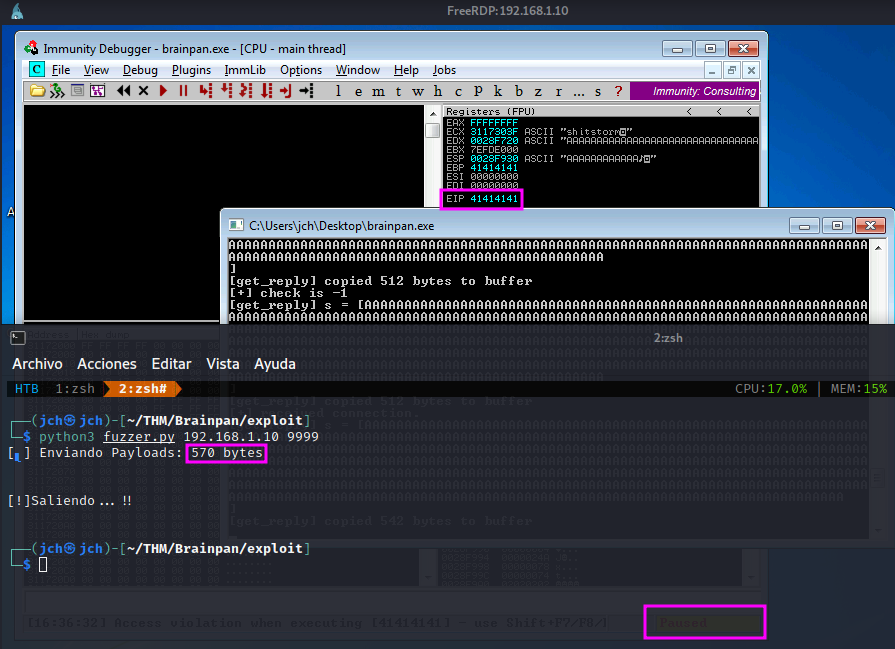 FreeRDP:192.168.1.10
Immunity Debugger - brainpan.exe - [CPU - main thread]
C File View Debug Plugins ImmLib Options Window Help Jobs
l e m t w h c p k b z r ... s ? Immunity: Consulting
Registers (FPU) < < <
EAX FFFFFFFF
ECX 3117303F ASCII "shitstorm
EDX 0028F720 ASCII "AAAAAAAAAAAAAAAAAAAAAAAAAAAAAAA
EBX 7EFDE000
ESP 0028F930 ASCII "AAAAAAAAAAAA
EBP 41414141
ESI 00000000
EDI 00000000
EIP 41414141
A
C:\Users\jch\Desktop\brainpan.exe
]
[get_reply] copied 512 bytes to buffer
[+] check is -1
[get_reply] s = [AAAAAAAAAAAAAAAAAAAAAAAAAAAAAAAAAAAAAAAAAAAAAAAAAAAAAAAAAAAAAAA
2:zsh
Archivo Acciones Editar Vista Ayuda
HTB 1:zsh 2:zsh# CPU:17.0% | MEM:15%
(jch㉿jch)-[~/THM/Brainpan/exploit]
$ python3 fuzzer.py 192.168.1.10 9999
[ ] Enviando Payloads: 570 bytes
[!]Saliendo...!!
[get_reply] copied 542 bytes to buffer
(jch㉿jch)-[~/THM/Brainpan/exploit]
$
[16:36:32] Access violation when executing [41414141] - use Shift+F7/F8/
Paused